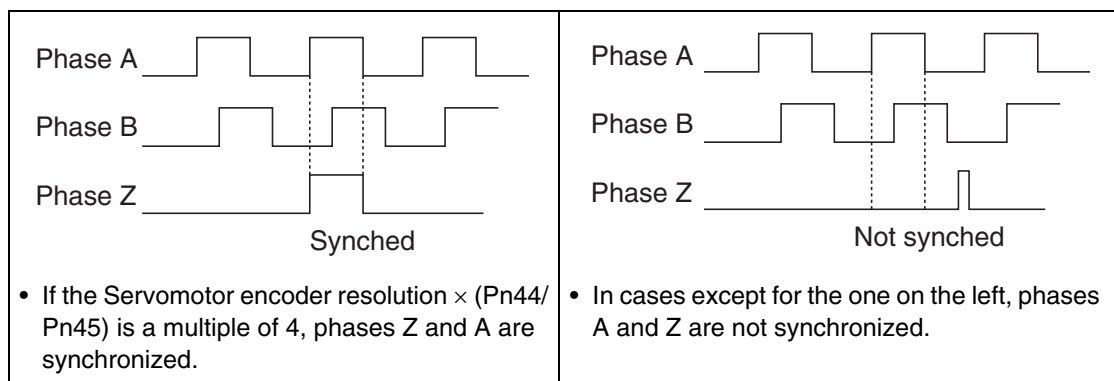 Phase A
Phase B
Phase Z
Synched
• If the Servomotor encoder resolution × (Pn44/
Pn45) is a multiple of 4, phases Z and A are
synchronized.
Phase A
Phase B
Phase Z
Not synched
• In cases except for the one on the left, phases
A and Z are not synchronized.